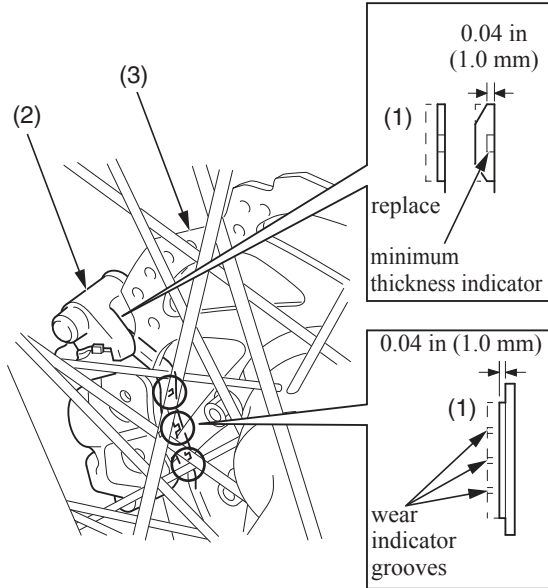 0.04 in
(1.0 mm)
(3)
(2)
(1)
replace
minimum
thickness indicator
0.04 in (1.0 mm)
(1)
wear
indicator
grooves